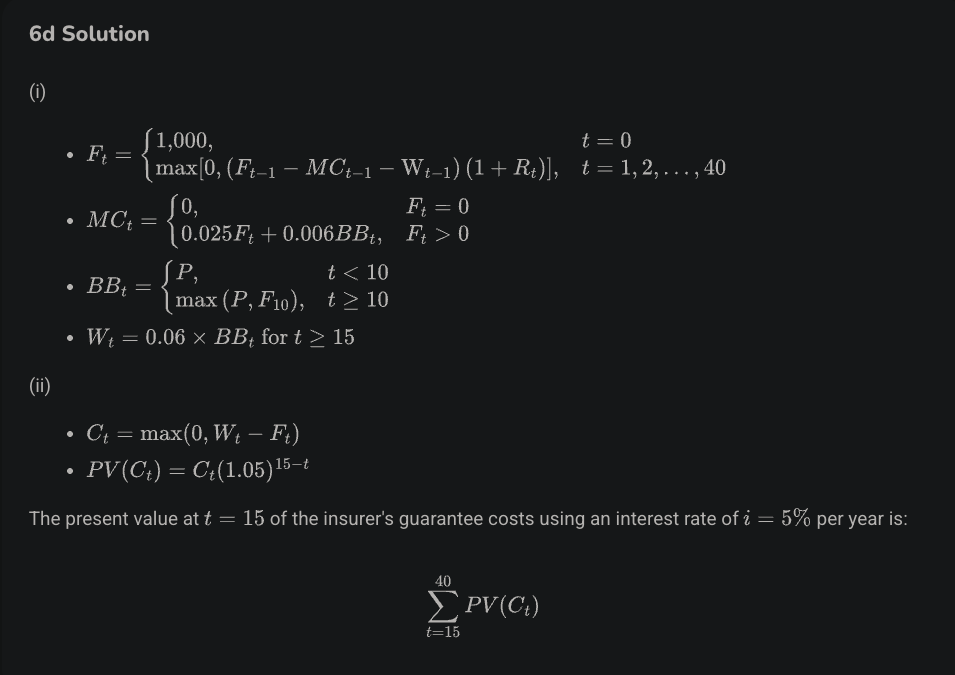 6d Solution
(i)
• $F_t = \begin{cases} 1{,}000, & t = 0 \\ \max[0, (F_{t-1} - MC_{t-1} - \mathrm{W}_{t-1})(1 + R_t)], & t = 1, 2, \ldots, 40 \end{cases}$
• $MC_t = \begin{cases} 0, & F_t = 0 \\ 0.025F_t + 0.006BB_t, & F_t > 0 \end{cases}$
• $BB_t = \begin{cases} P, & t < 10 \\ \max(P, F_{10}), & t \geq 10 \end{cases}$
• $W_t = 0.06 \times BB_t \text{ for } t \geq 15$
(ii)
• $C_t = \max(0, W_t - F_t)$
• $PV(C_t) = C_t(1.05)^{15-t}$
The present value at $t = 15$ of the insurer's guarantee costs using an interest rate of $i = 5\%$ per year is:
$\sum_{t=15}^{40} PV(C_t)$